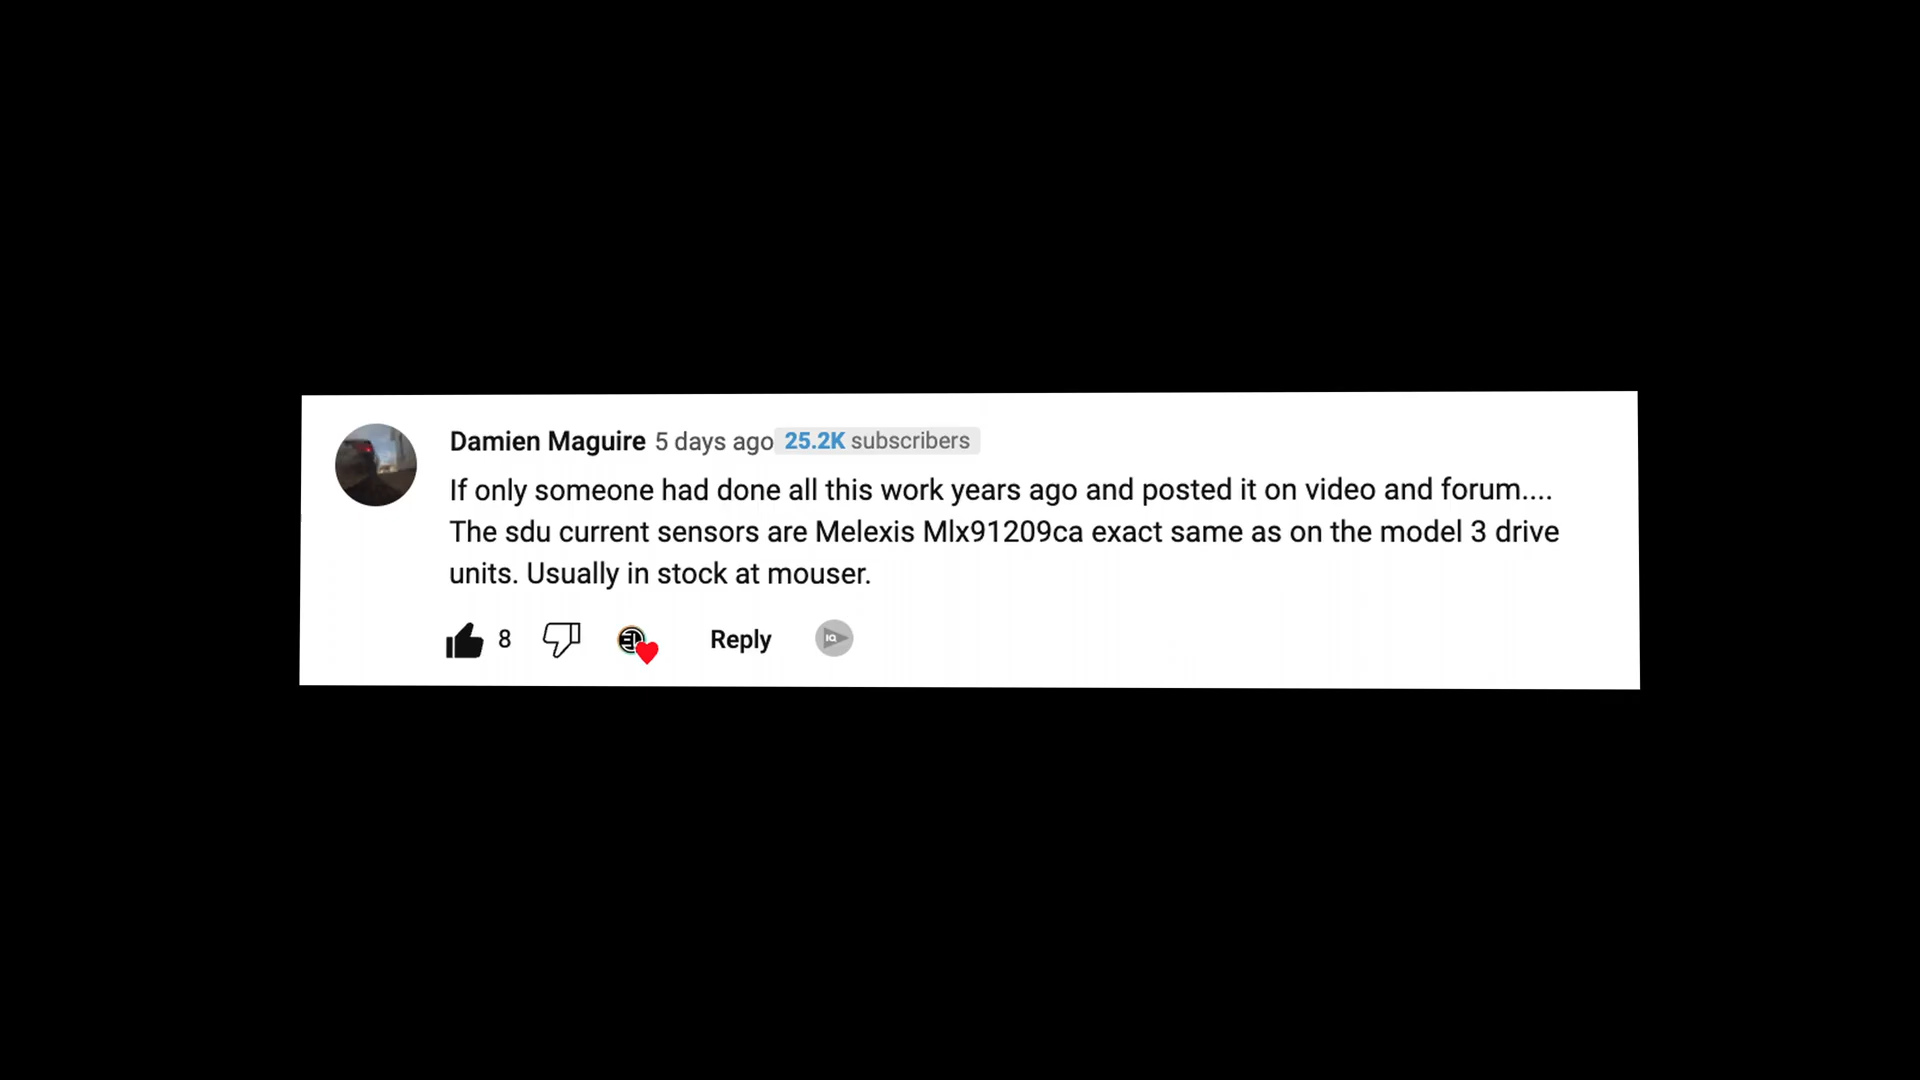 Damien Maguire 5 days ago 25.2K subscribers
If only someone had done all this work years ago and posted it on video and forum....
The sdu current sensors are Melexis Mlx91209ca exact same as on the model 3 drive
units. Usually in stock at mouser.
8 Reply IQ